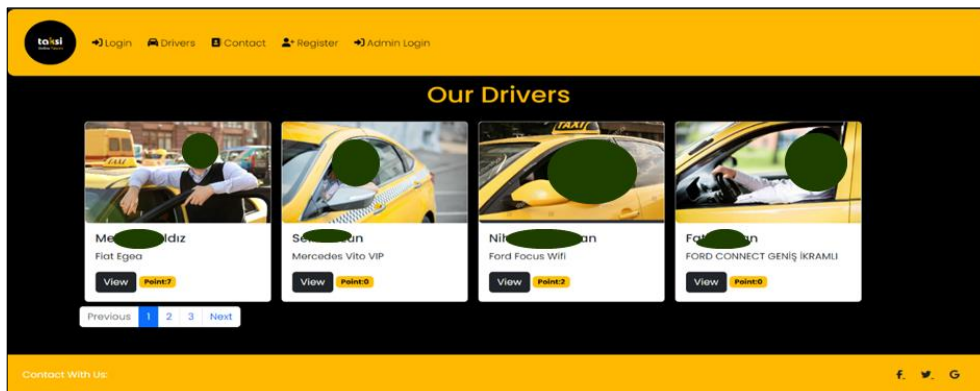 taksi
Login Drivers Contact Register Admin Login
Our Drivers
TAXI
TAXI
Fiat Egea
Mercedes Vito VIP
Ford Focus Wifi
FORD CONNECT GENİŞ İKRAMLI
View Point:7
View Point:0
View Point:2
View Point:0
Previous 1 2 3 Next
Contact With Us: